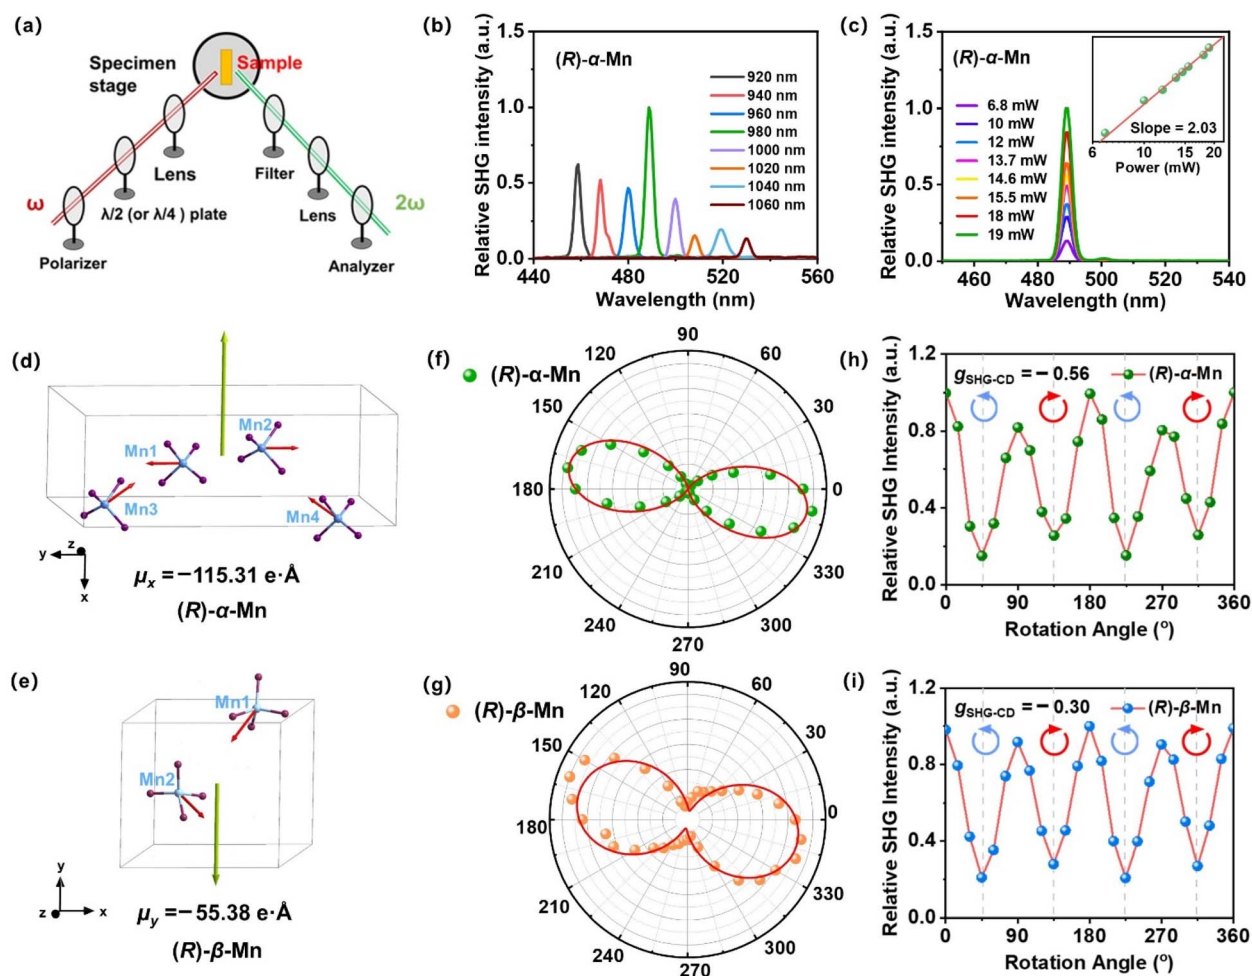 (a)
Specimen
stage
Sample
Lens
λ/2 (or λ/4 ) plate
Polarizer
ω
Filter
Lens
Analyzer
2ω
(b)
Relative SHG intensity (a.u.)
1.5
1.0
0.5
0.0
(R)-α-Mn
920 nm
940 nm
960 nm
980 nm
1000 nm
1020 nm
1040 nm
1060 nm
440 480 520 560
Wavelength (nm)
(c)
Relative SHG intensity (a.u.)
1.5
1.0
0.5
0.0
(R)-α-Mn
6.8 mW
10 mW
12 mW
13.7 mW
14.6 mW
15.5 mW
18 mW
19 mW
Slope = 2.03
6 10 15 20
Power (mW)
460 480 500 520 540
Wavelength (nm)
(d)
Mn1
Mn2
Mn3
Mn4
y z
x
μx = −115.31 e·Å
(R)-α-Mn
(e)
Mn1
Mn2
y
z x
μy = −55.38 e·Å
(R)-β-Mn
(f)
(R)-α-Mn
90
120 60
150 30
180 0
210 330
240 300
270
(g)
(R)-β-Mn
90
120 60
150 30
180 0
210 330
240 300
270
(h)
Relative SHG Intensity (a.u.)
1.2
0.8
0.4
0.0
gSHG-CD = − 0.56
(R)-α-Mn
0 90 180 270 360
Rotation Angle (°)
(i)
Relative SHG Intensity (a.u.)
1.2
0.8
0.4
0.0
gSHG-CD = − 0.30
(R)-β-Mn
0 90 180 270 360
Rotation Angle (°)